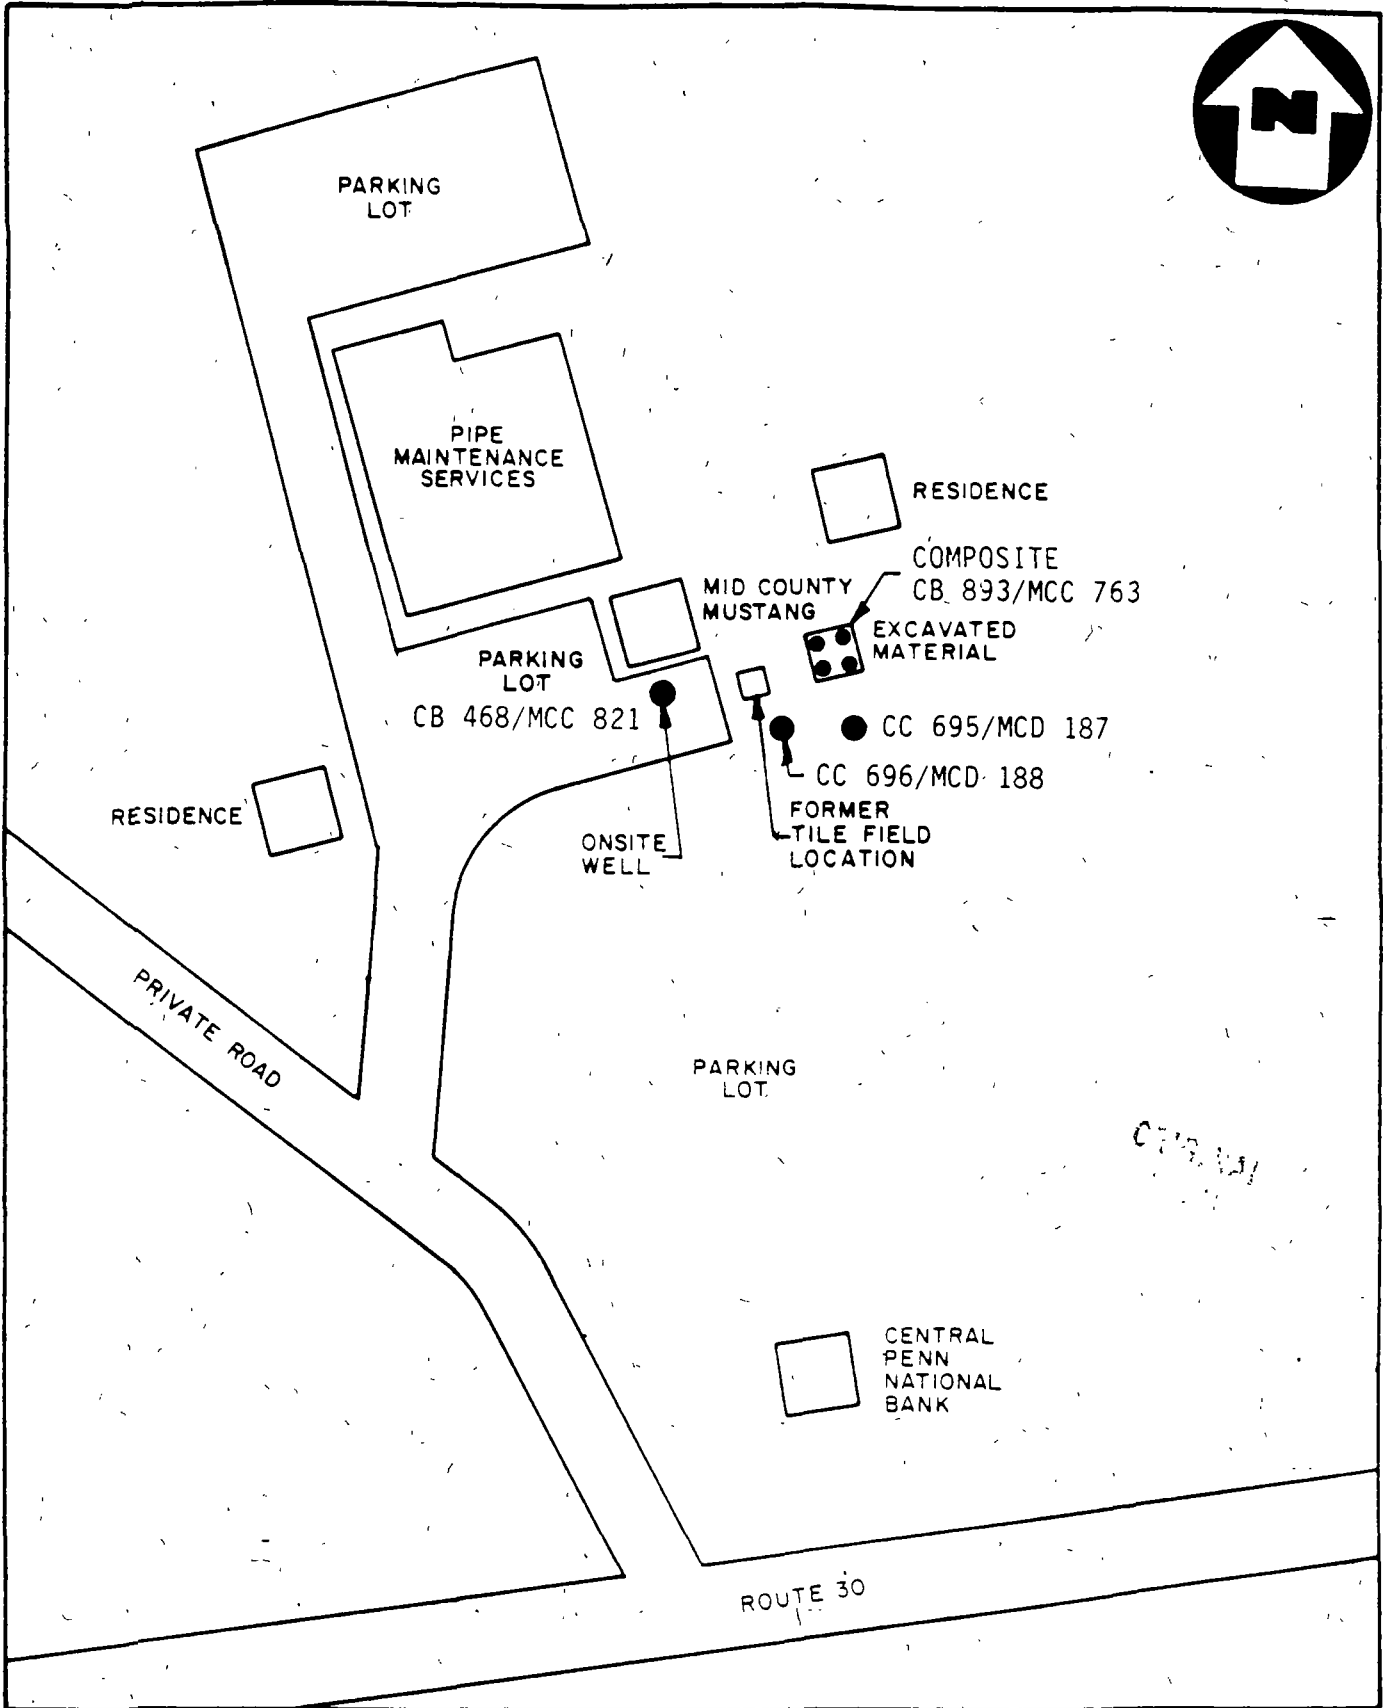 N
PARKING
LOT
PIPE
MAINTENANCE
SERVICES
RESIDENCE
COMPOSITE
CB 893/MCC 763
MID COUNTY
MUSTANG
EXCAVATED
MATERIAL
PARKING
LOT
CB 468/MCC 821
CC 695/MCD 187
CC 696/MCD 188
RESIDENCE
FORMER
TILE FIELD
LOCATION
ONSITE
WELL
PRIVATE ROAD
PARKING
LOT
CENTRAL
PENN
NATIONAL
BANK
ROUTE 30